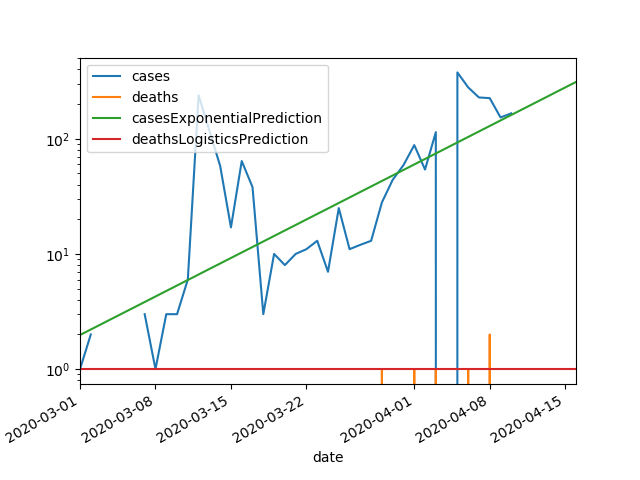 cases
deaths
casesExponentialPrediction
deathsLogisticsPrediction
10²
10¹
10⁰
2020-03-01
2020-03-08
2020-03-15
2020-03-22
2020-04-01
2020-04-08
2020-04-15
date